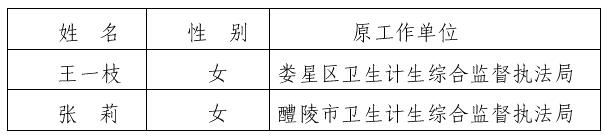 姓 名 性 别 原工作单位
王一枝 女 娄星区卫生计生综合监督执法局
张 莉 女 醴陵市卫生计生综合监督执法局